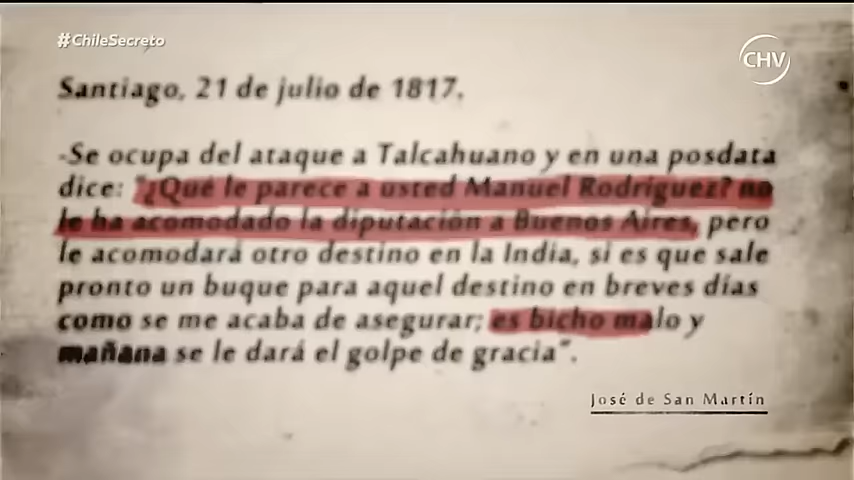 #ChileSecreto
CHV
Santiago, 21 de julio de 1817.
-Se ocupa del ataque a Talcahuano y en una posdata
dice: "¿Qué le parece a usted Manuel Rodríguez? no
le ha acomodado la diputación a Buenos Aires, pero
le acomodará otro destino en la India, si es que sale
pronto un buque para aquel destino en breves días
como se me acaba de asegurar; es bicho malo y
mañana se le dará el golpe de gracia".
José de San Martín